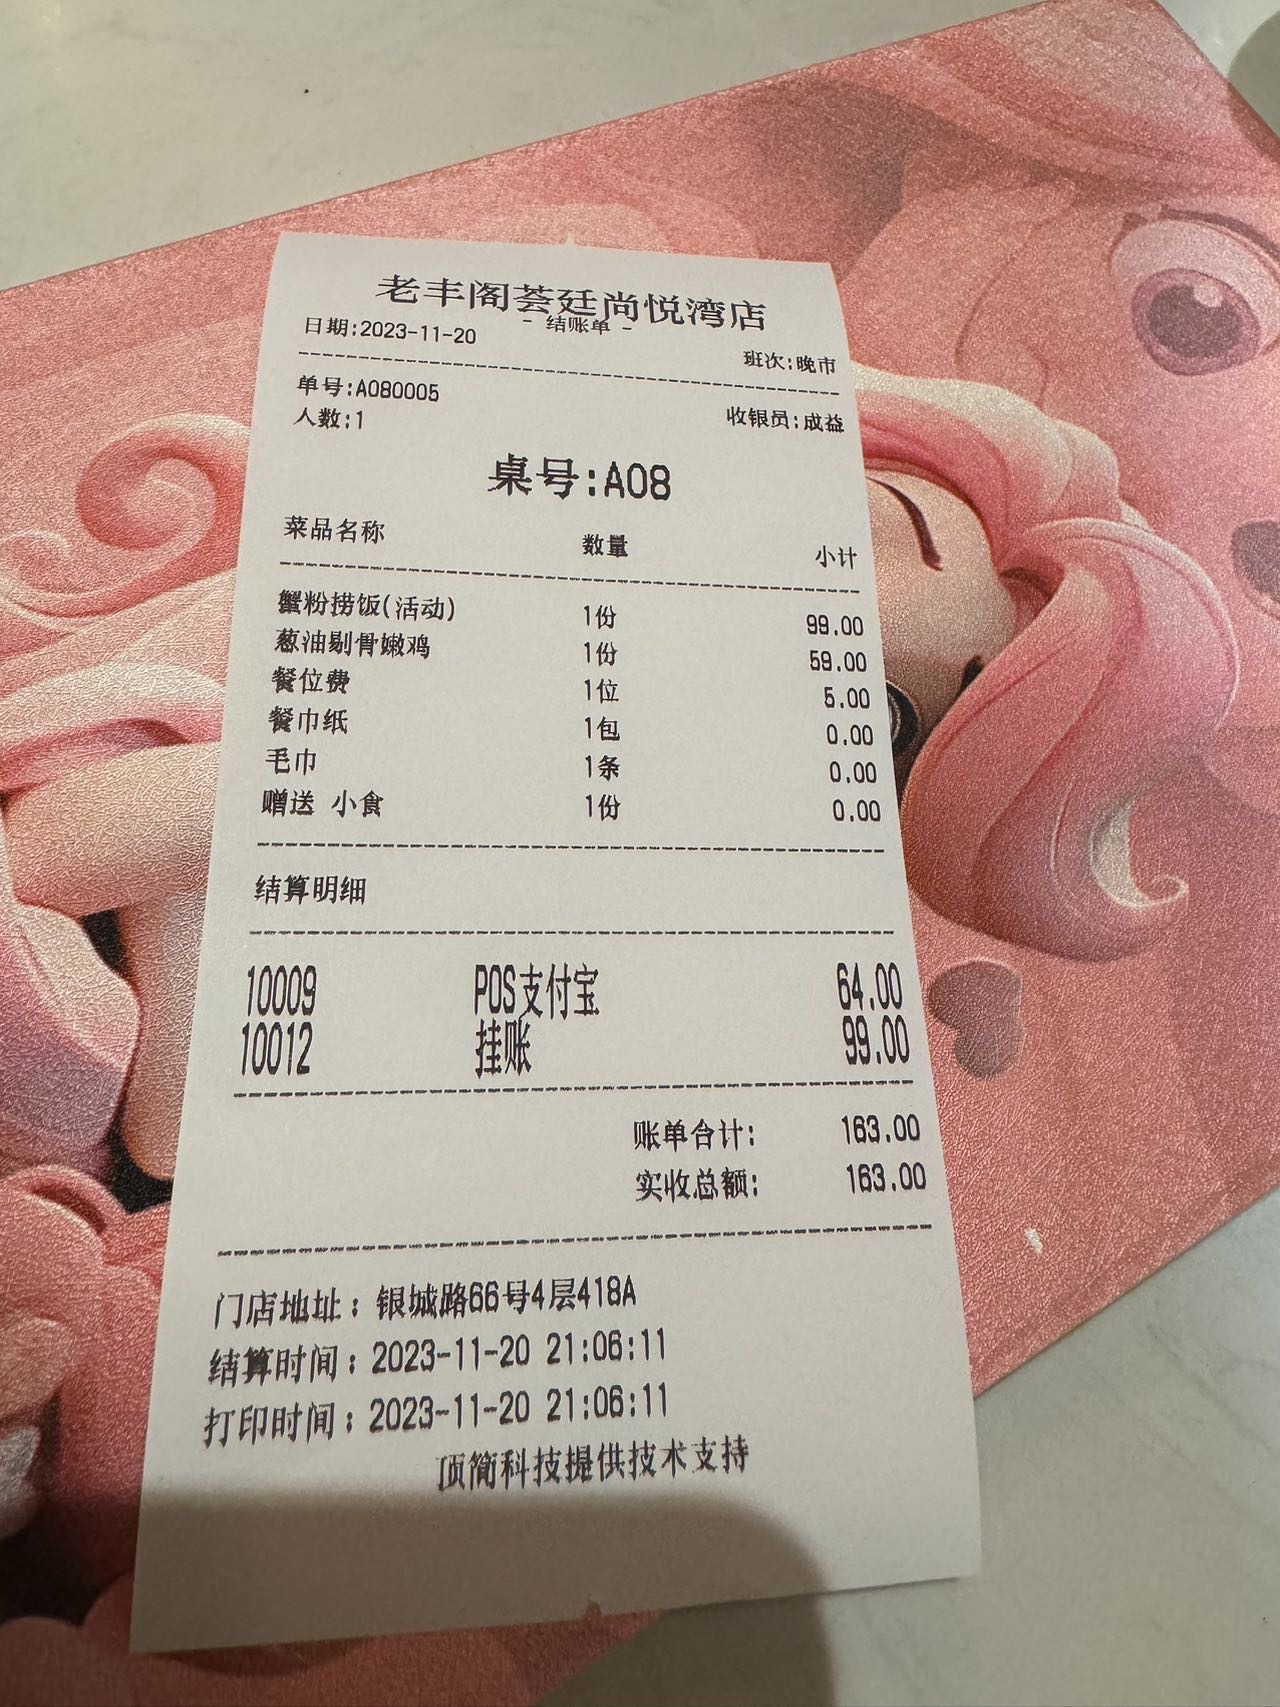 老丰阁荟廷尚悦湾店
- 结账单 -
日期:2023-11-20 班次:晚市
单号:A080005
人数:1 收银员:成益
桌号:A08
菜品名称 数量 小计
蟹粉捞饭(活动) 1份 99.00
葱油剔骨嫩鸡 1份 59.00
餐位费 1位 5.00
餐巾纸 1包 0.00
毛巾 1条 0.00
赠送 小食 1份 0.00
结算明细
10009 POS支付宝 64.00
10012 挂账 99.00
账单合计: 163.00
实收总额: 163.00
门店地址：银城路66号4层418A
结算时间：2023-11-20 21:06:11
打印时间：2023-11-20 21:06:11
顶简科技提供技术支持